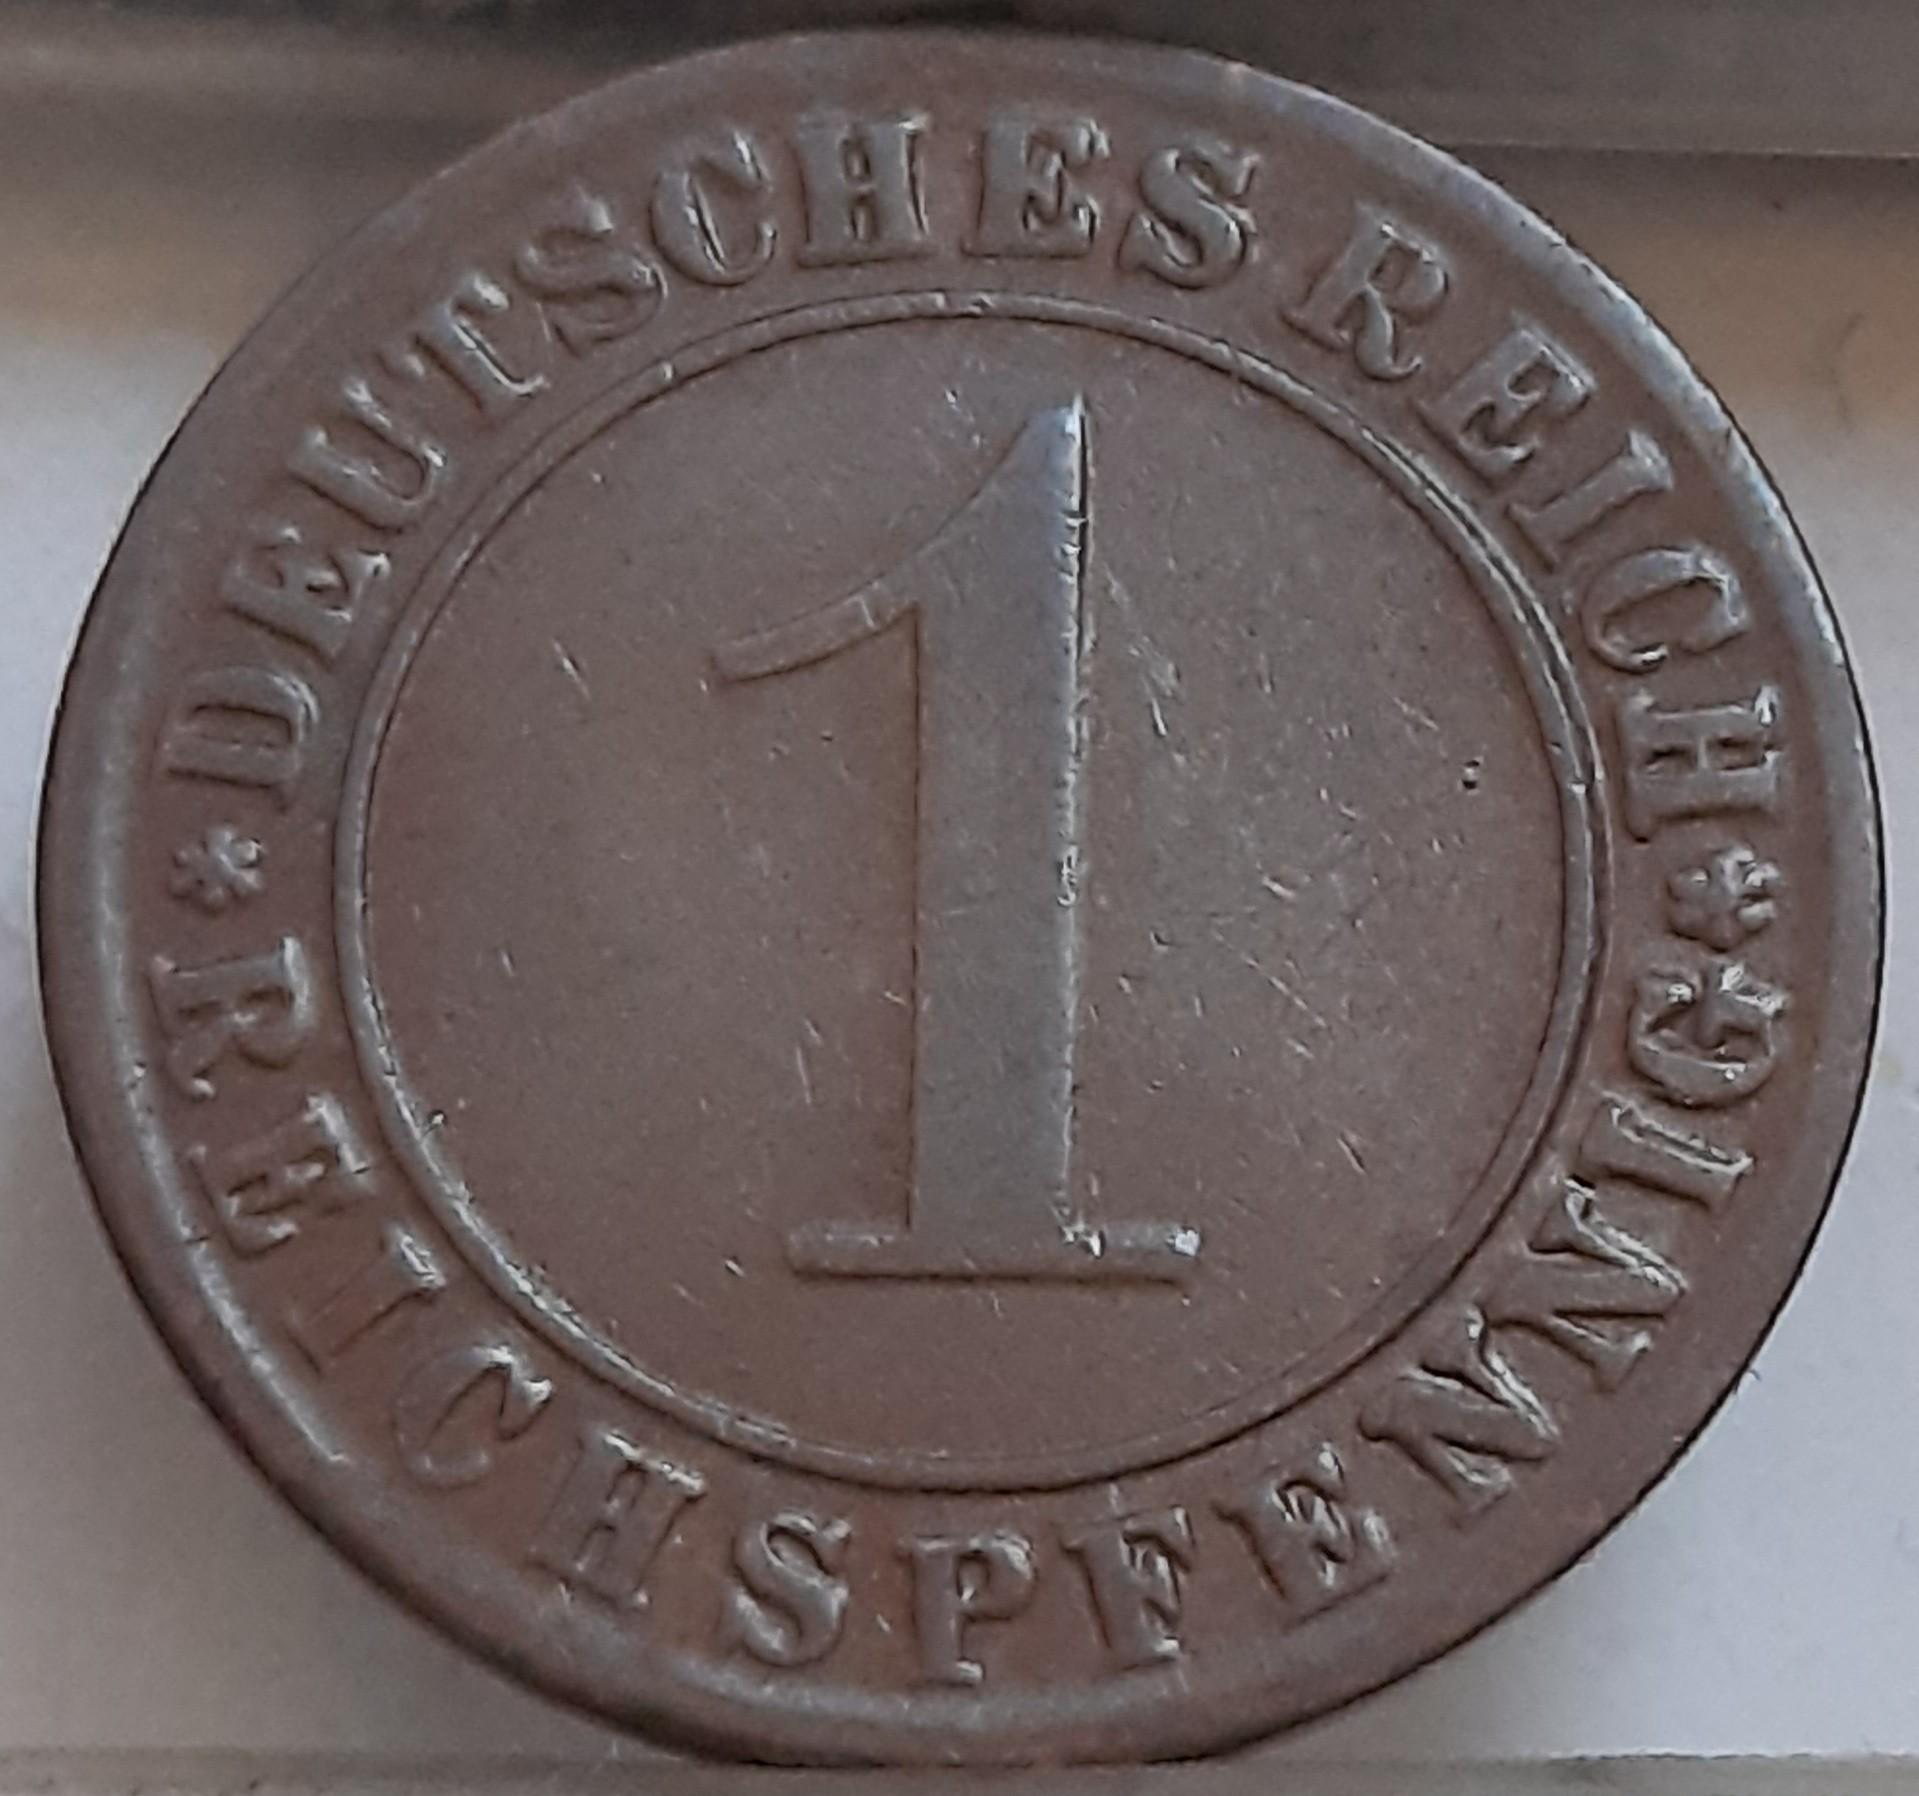 DEUTSCHES REICH
1
REICHSPFENNIG